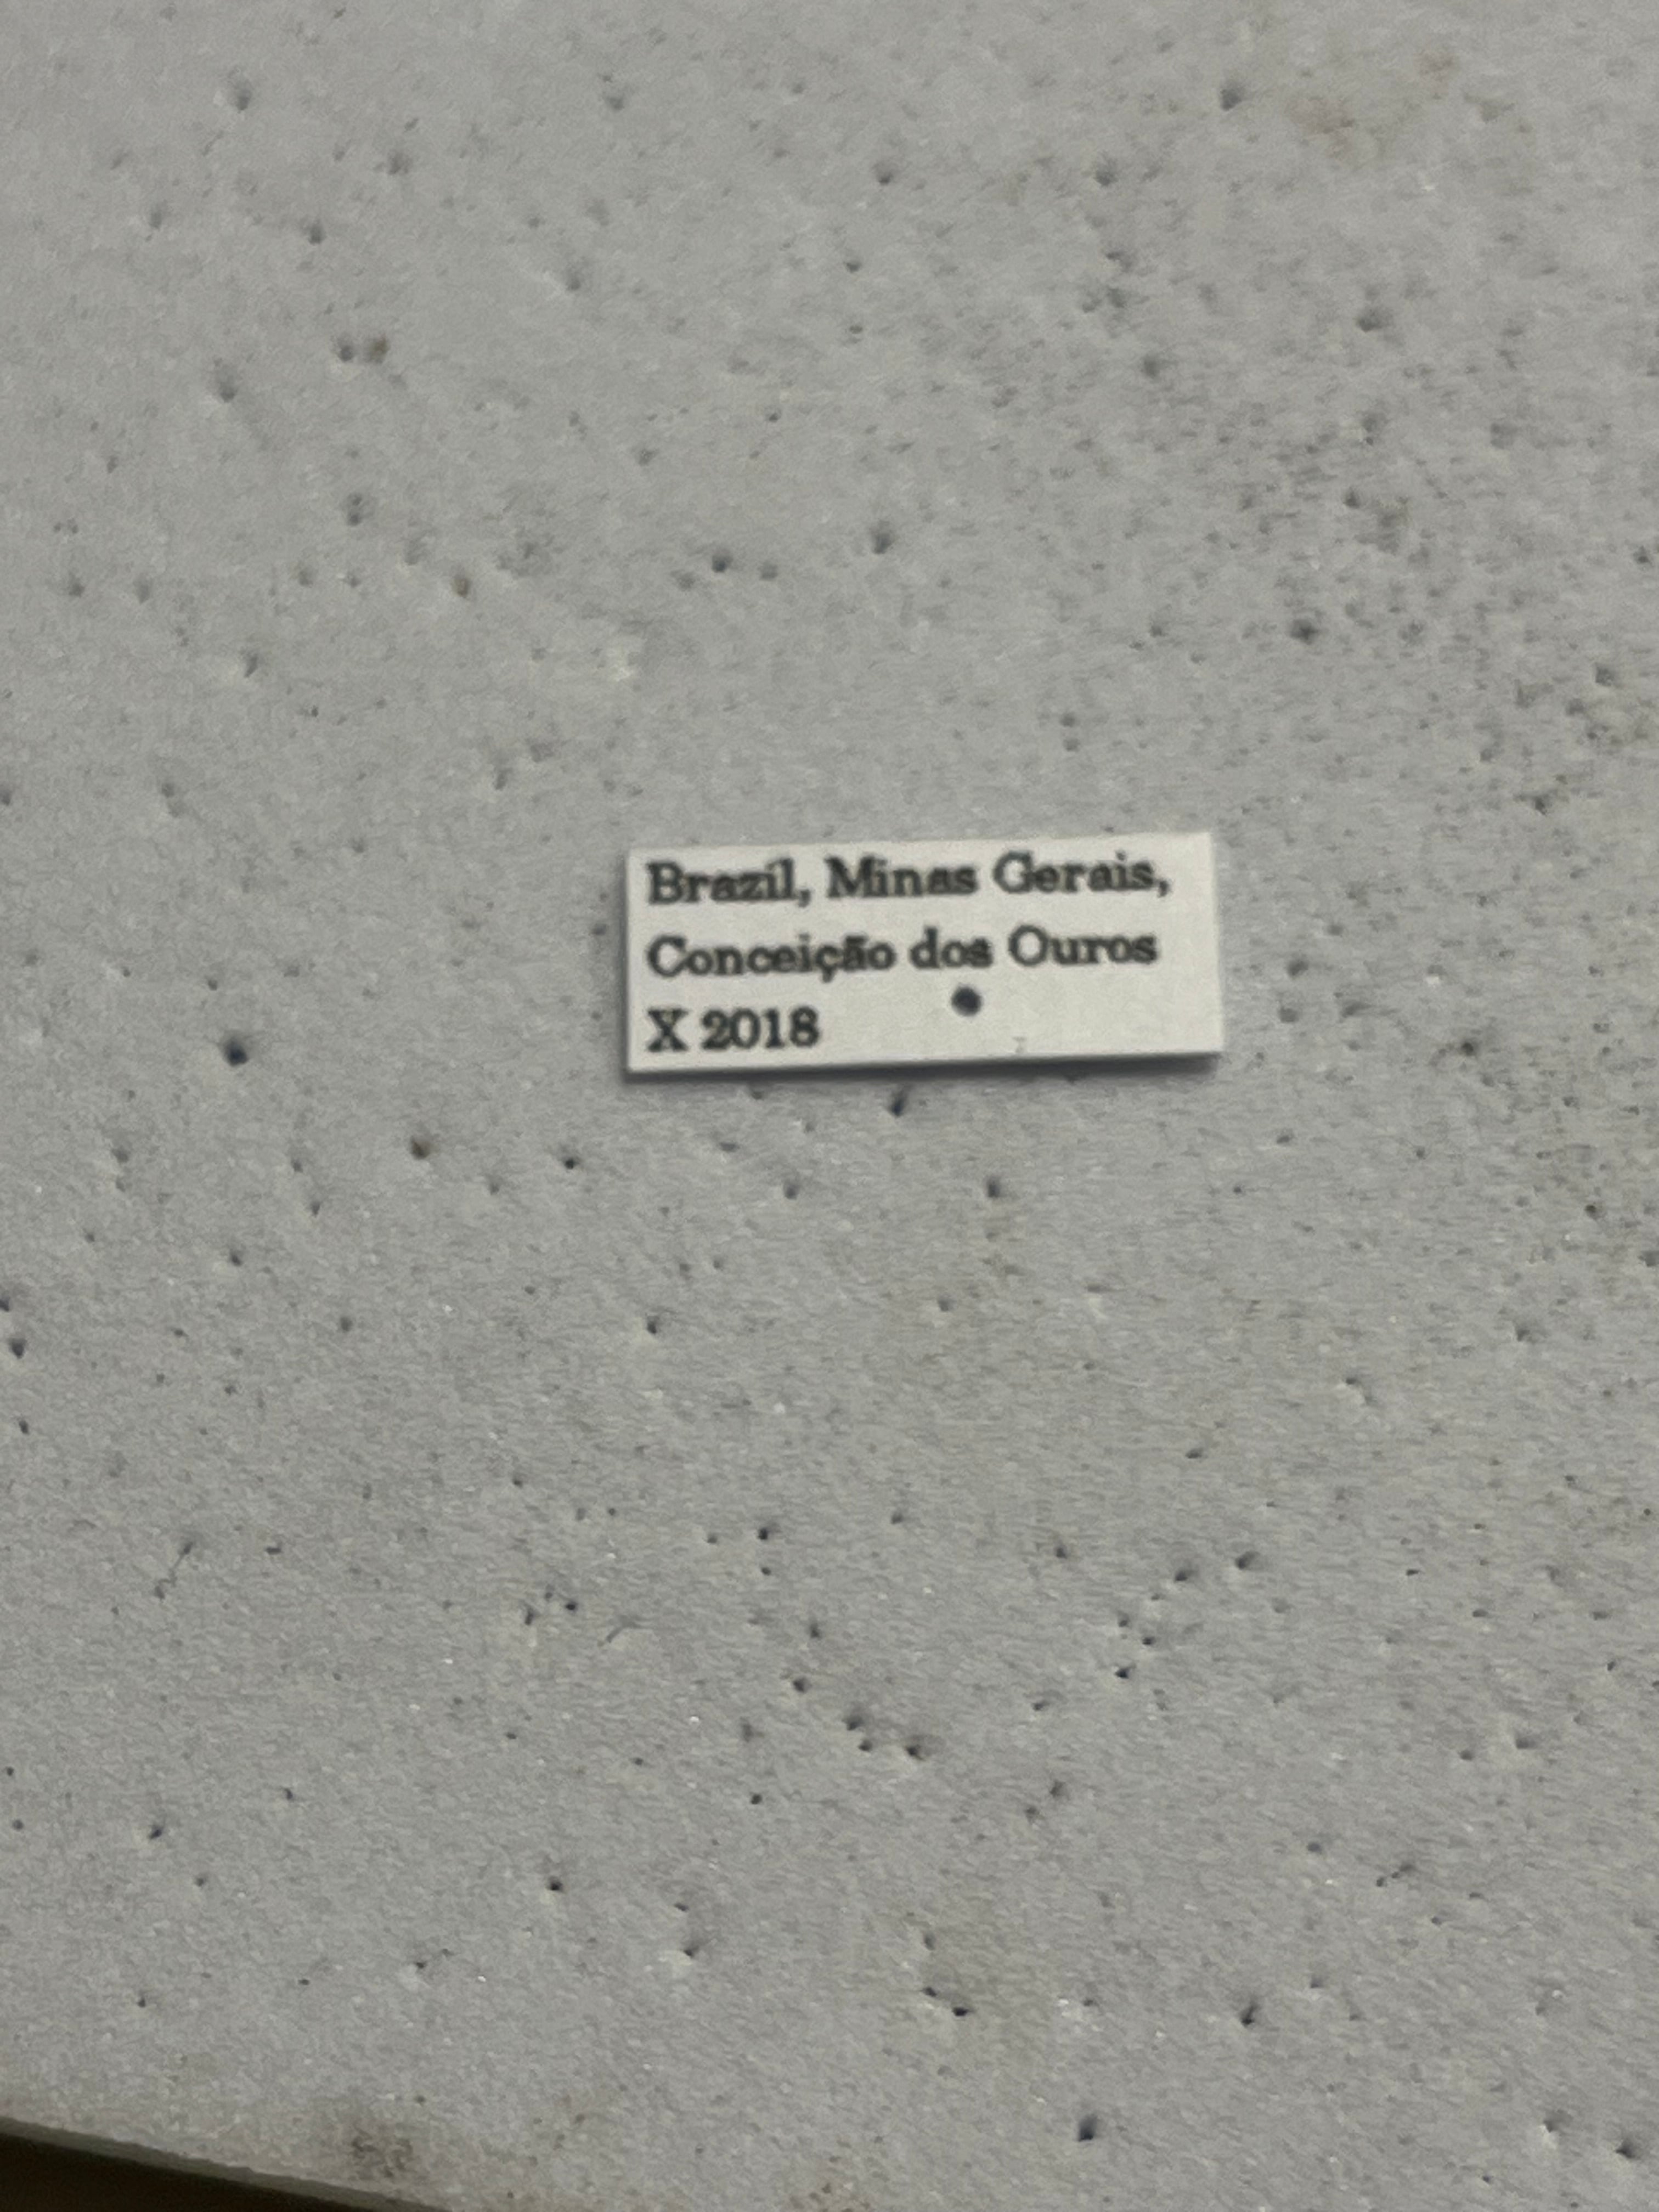 Brazil, Minas Gerais,
Conceição dos Ouros
X 2018